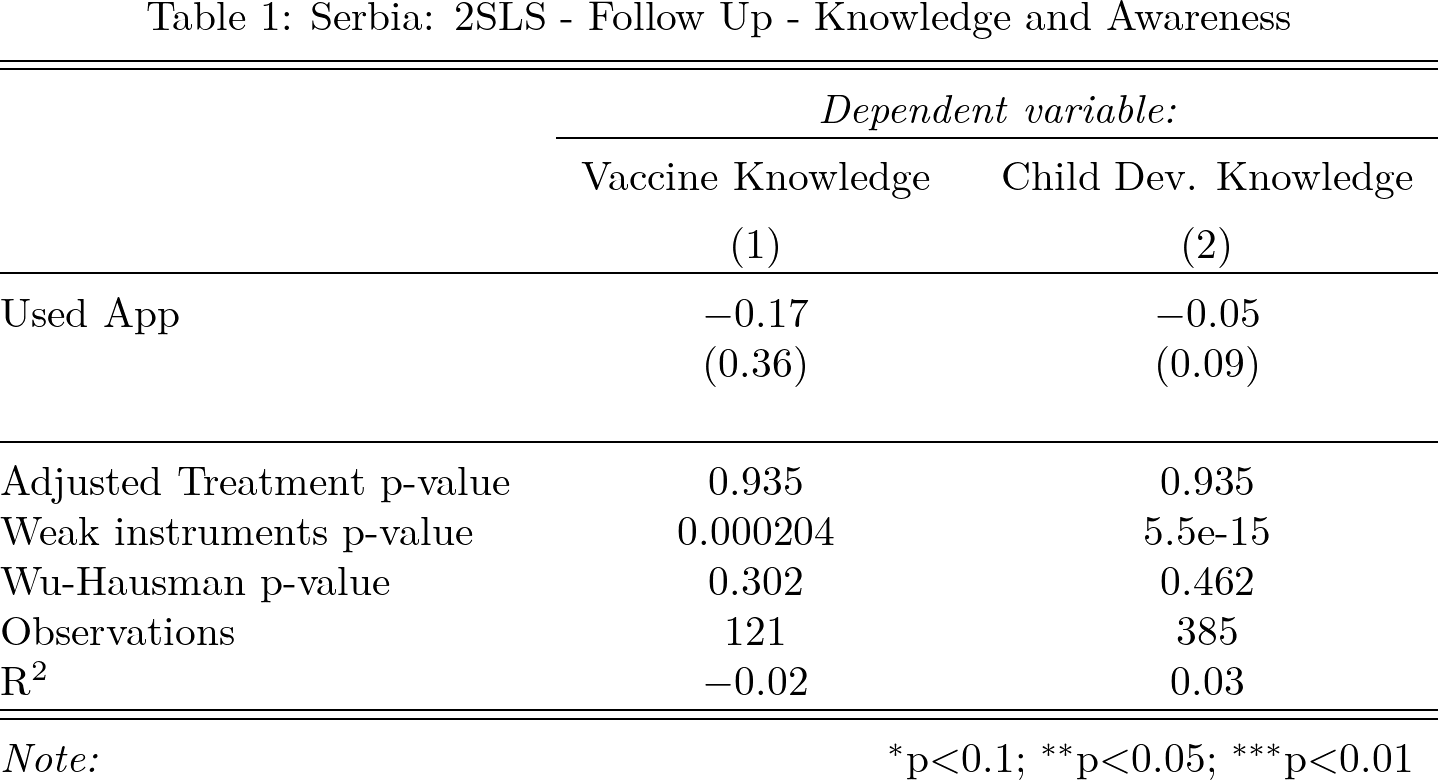 Table 1: Serbia: 2SLS - Follow Up - Knowledge and Awareness
Dependent variable:
Vaccine Knowledge Child Dev. Knowledge
(1) (2)
Used App −0.17 −0.05
(0.36) (0.09)
Adjusted Treatment p-value 0.935 0.935
Weak instruments p-value 0.000204 5.5e-15
Wu-Hausman p-value 0.302 0.462
Observations 121 385
R² −0.02 0.03
Note: *p<0.1; **p<0.05; ***p<0.01